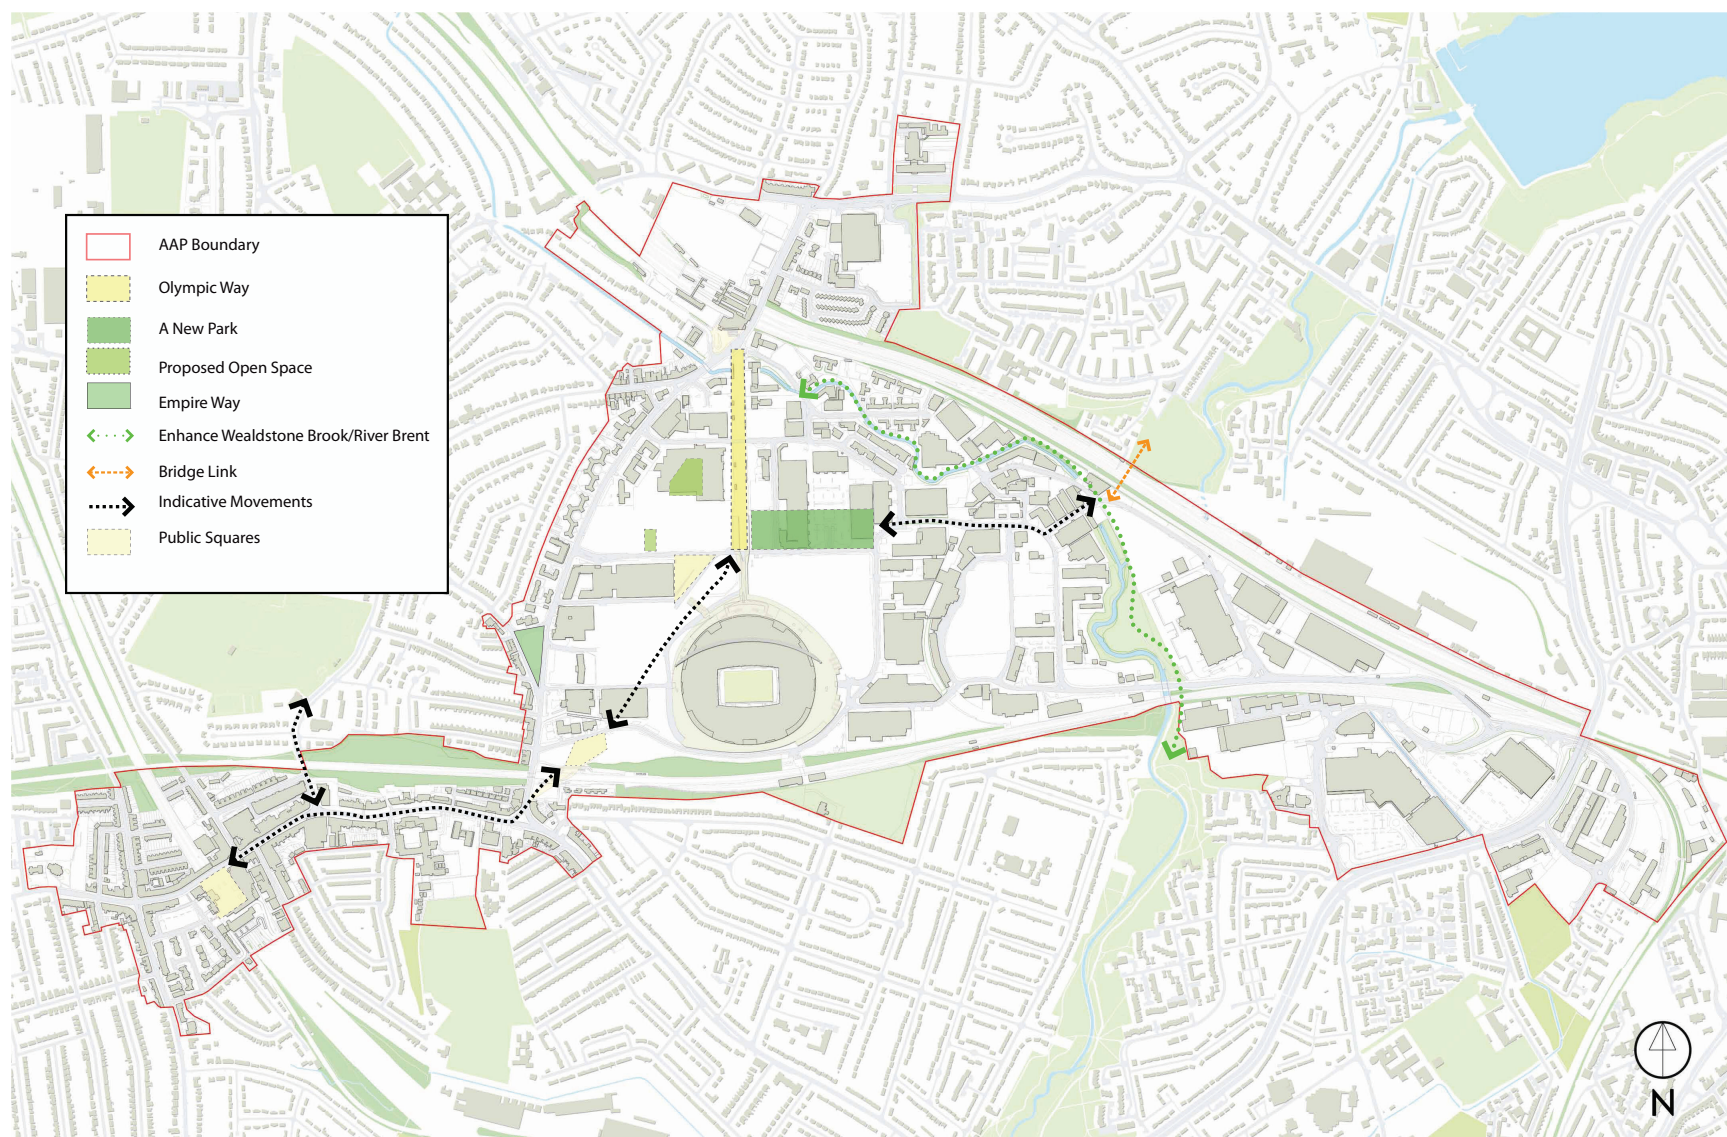 AAP Boundary
Olympic Way
A New Park
Proposed Open Space
Empire Way
Enhance Wealdstone Brook/River Brent
Bridge Link
Indicative Movements
Public Squares
N